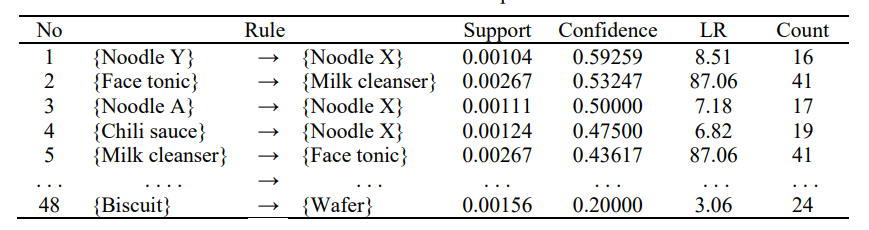 No Rule Support Confidence LR Count
1 {Noodle Y} → {Noodle X} 0.00104 0.59259 8.51 16
2 {Face tonic} → {Milk cleanser} 0.00267 0.53247 87.06 41
3 {Noodle A} → {Noodle X} 0.00111 0.50000 7.18 17
4 {Chili sauce} → {Noodle X} 0.00124 0.47500 6.82 19
5 {Milk cleanser} → {Face tonic} 0.00267 0.43617 87.06 41
. . . . . . . → . . . . . . . . . . . . . . .
48 {Biscuit} → {Wafer} 0.00156 0.20000 3.06 24